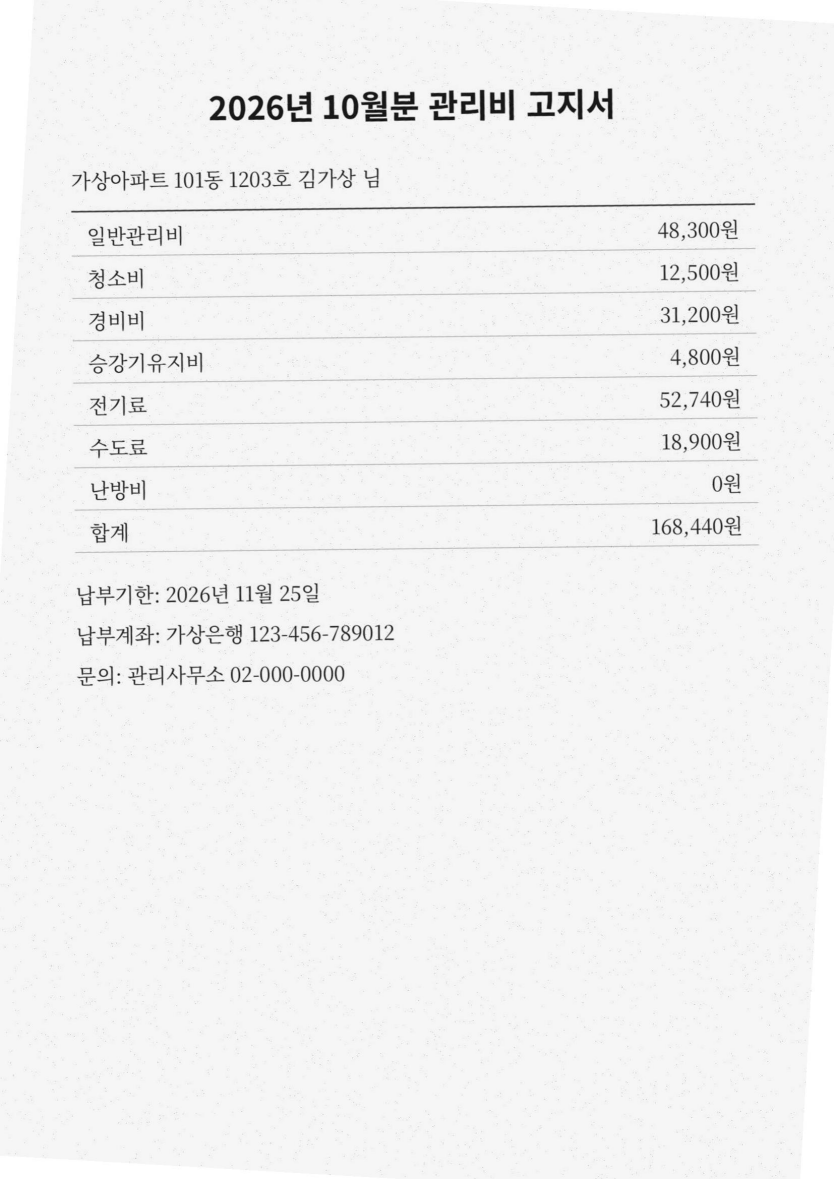 2026년 10월분 관리비 고지서
가상아파트 101동 1203호 김가상 님
일반관리비 48,300원
청소비 12,500원
경비비 31,200원
승강기유지비 4,800원
전기료 52,740원
수도료 18,900원
난방비 0원
합계 168,440원
납부기한: 2026년 11월 25일
납부계좌: 가상은행 123-456-789012
문의: 관리사무소 02-000-0000